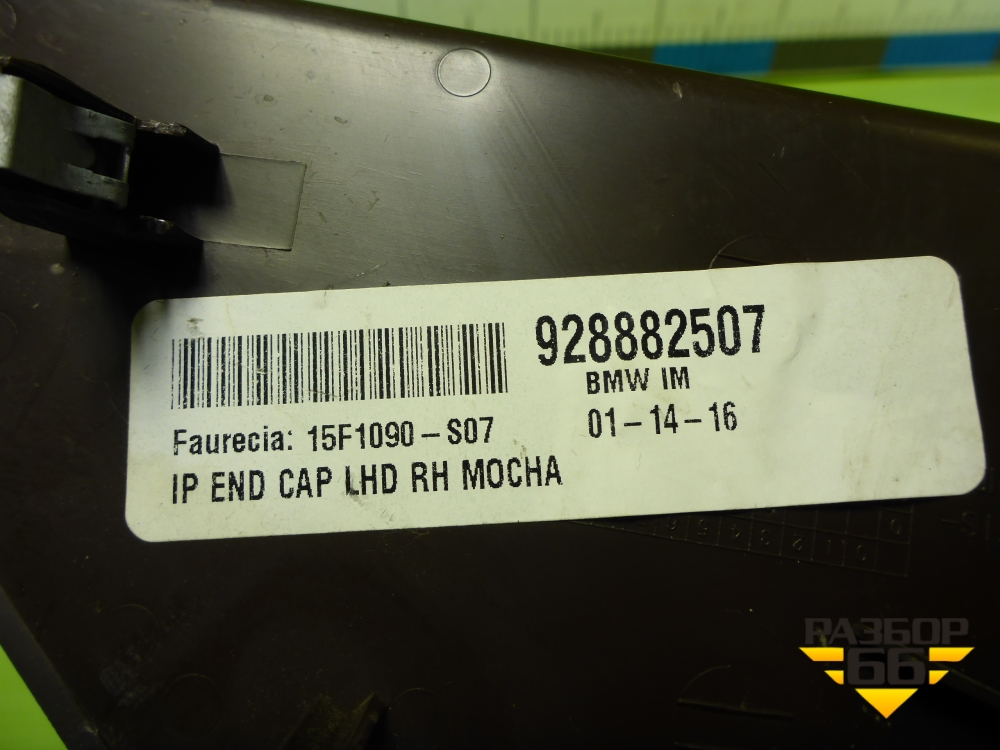 928882507
BMW IM
01-14-16
Faurecia: 15F1090-S07
IP END CAP LHD RH MOCHA
РАЗБОР
66